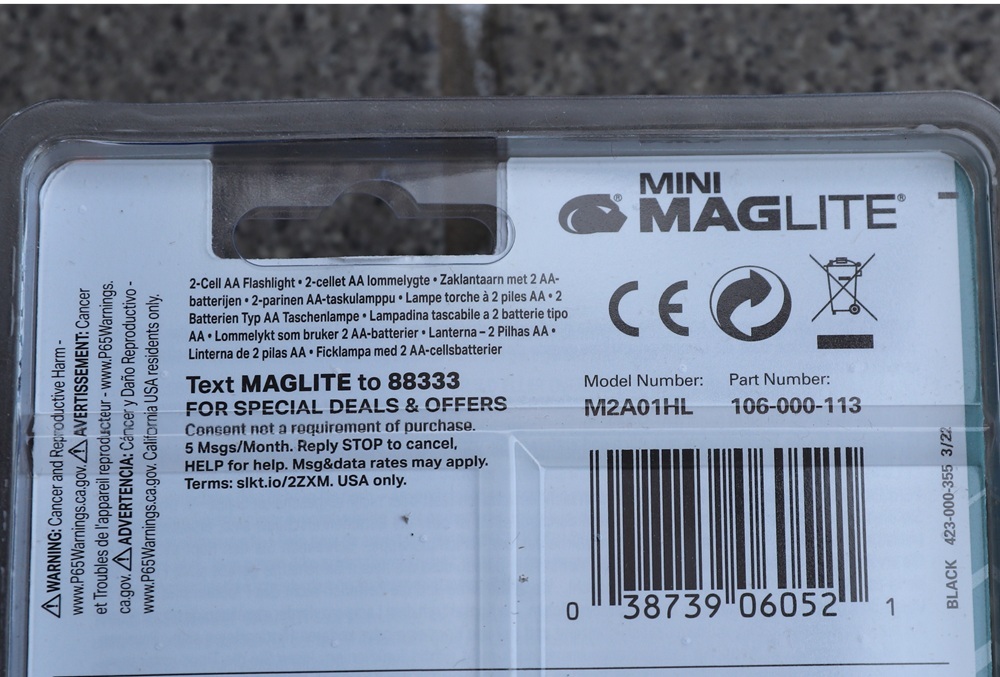 MINI
MAGLITE®
2-Cell AA Flashlight • 2-cellet AA lommelygte • Zaklantaarn met 2 AA-
batterijen • 2-parinen AA-taskulamppu • Lampe torche à 2 piles AA • 2
Batterien Typ AA Taschenlampe • Lampadina tascabile a 2 batterie tipo
AA • Lommelykt som bruker 2 AA-batterier • Lanterna – 2 Pilhas AA •
Linterna de 2 pilas AA • Ficklampa med 2 AA-cellsbatterier
CE
Text MAGLITE to 88333
FOR SPECIAL DEALS & OFFERS
Consent not a requirement of purchase.
5 Msgs/Month. Reply STOP to cancel,
HELP for help. Msg&data rates may apply.
Terms: slkt.io/2ZXM. USA only.
Model Number: Part Number:
M2A01HL 106-000-113
0 38739 06052 1
⚠WARNING: Cancer and Reproductive Harm -
www.P65Warnings.ca.gov. ⚠AVERTISSEMENT: Cancer
et Troubles de l'appareil reproducteur - www.P65Warnings.
ca.gov. ⚠ADVERTENCIA: Cáncer y Daño Reproductivo -
www.P65Warnings.ca.gov. California USA residents only.
BLACK 423-000-355 3/22